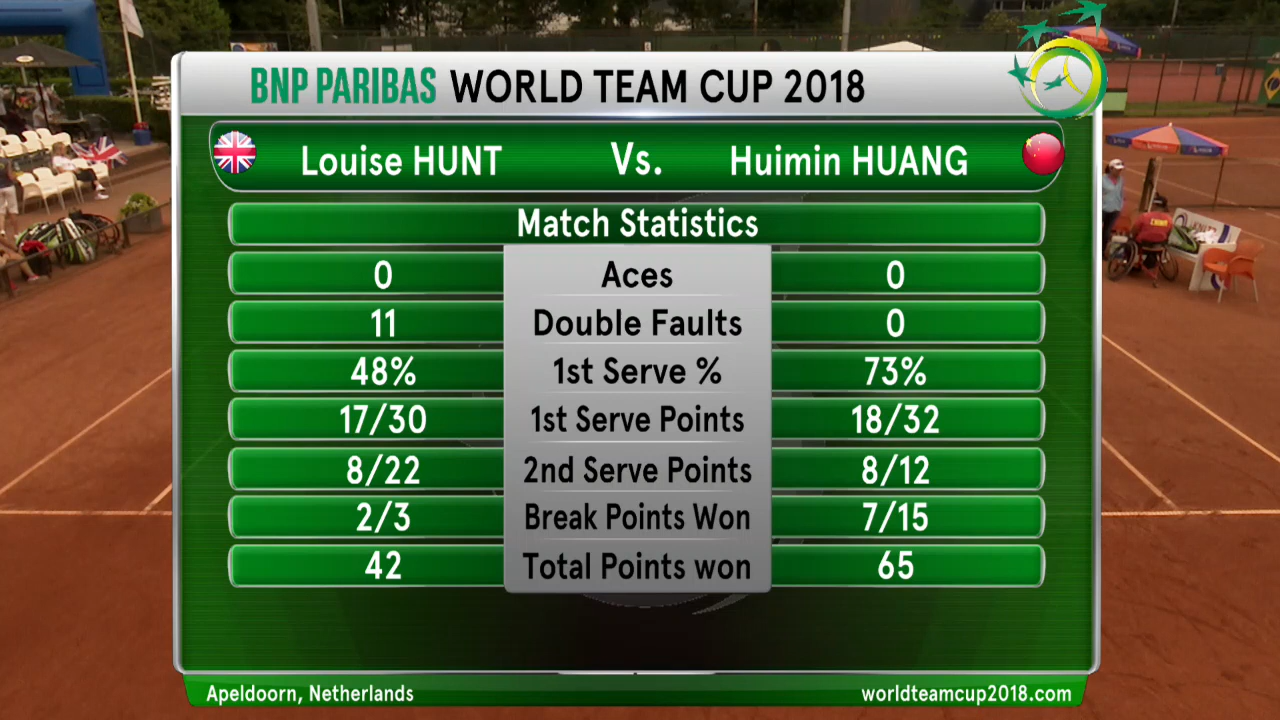 BNP PARIBAS WORLD TEAM CUP 2018
Louise HUNT Vs. Huimin HUANG
Match Statistics
0 Aces 0
11 Double Faults 0
48% 1st Serve % 73%
17/30 1st Serve Points 18/32
8/22 2nd Serve Points 8/12
2/3 Break Points Won 7/15
42 Total Points won 65
Apeldoorn, Netherlands worldteamcup2018.com